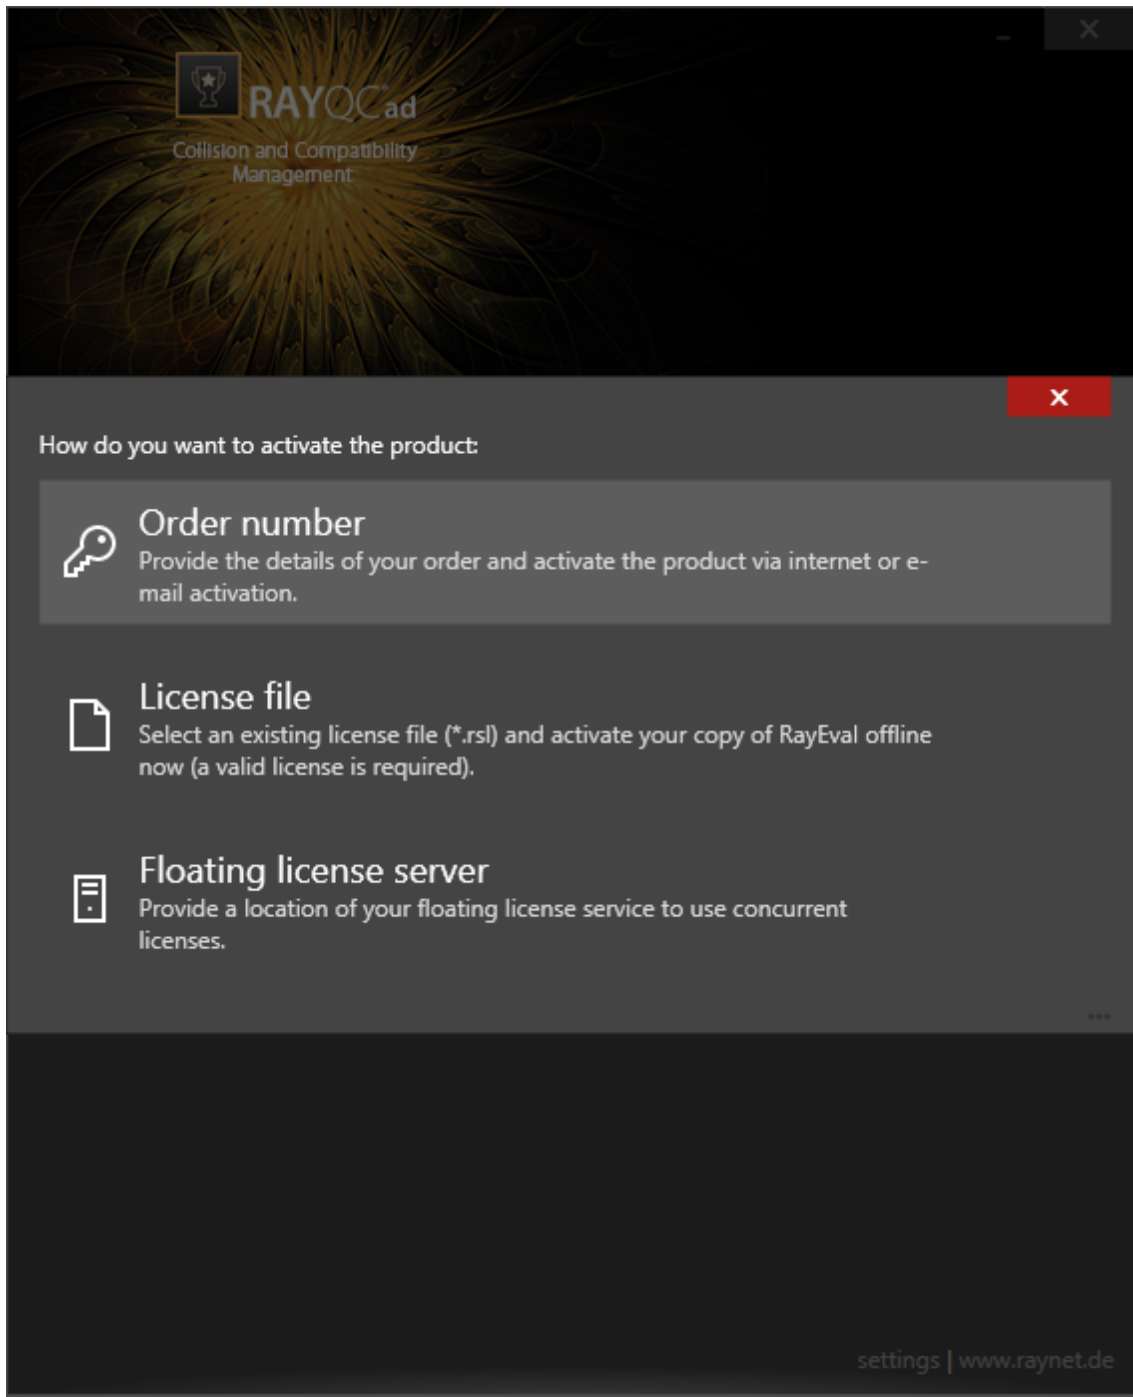 RAYQC ad
Collision and Compatibility
Management
How do you want to activate the product:
Order number
Provide the details of your order and activate the product via internet or e-
mail activation.
License file
Select an existing license file (*.rsl) and activate your copy of RayEval offline
now (a valid license is required).
Floating license server
Provide a location of your floating license service to use concurrent
licenses.
settings | www.raynet.de